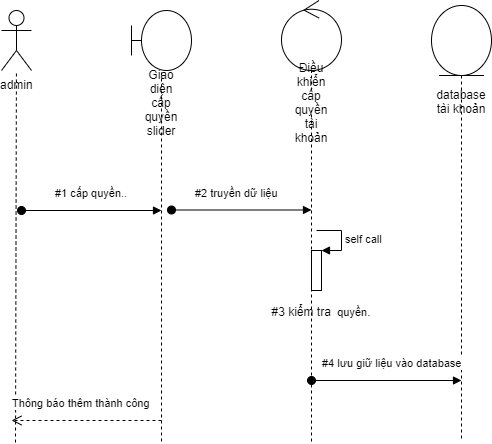 admin
Giao
diện
cấp
quyền
slider
Điều
khiển
cấp
quyền
tài
khoản
database
tài khoản
#1 cấp quyền..
#2 truyền dữ liệu
self call
#3 kiểm tra quyền.
#4 lưu giữ liệu vào database
Thông báo thêm thành công